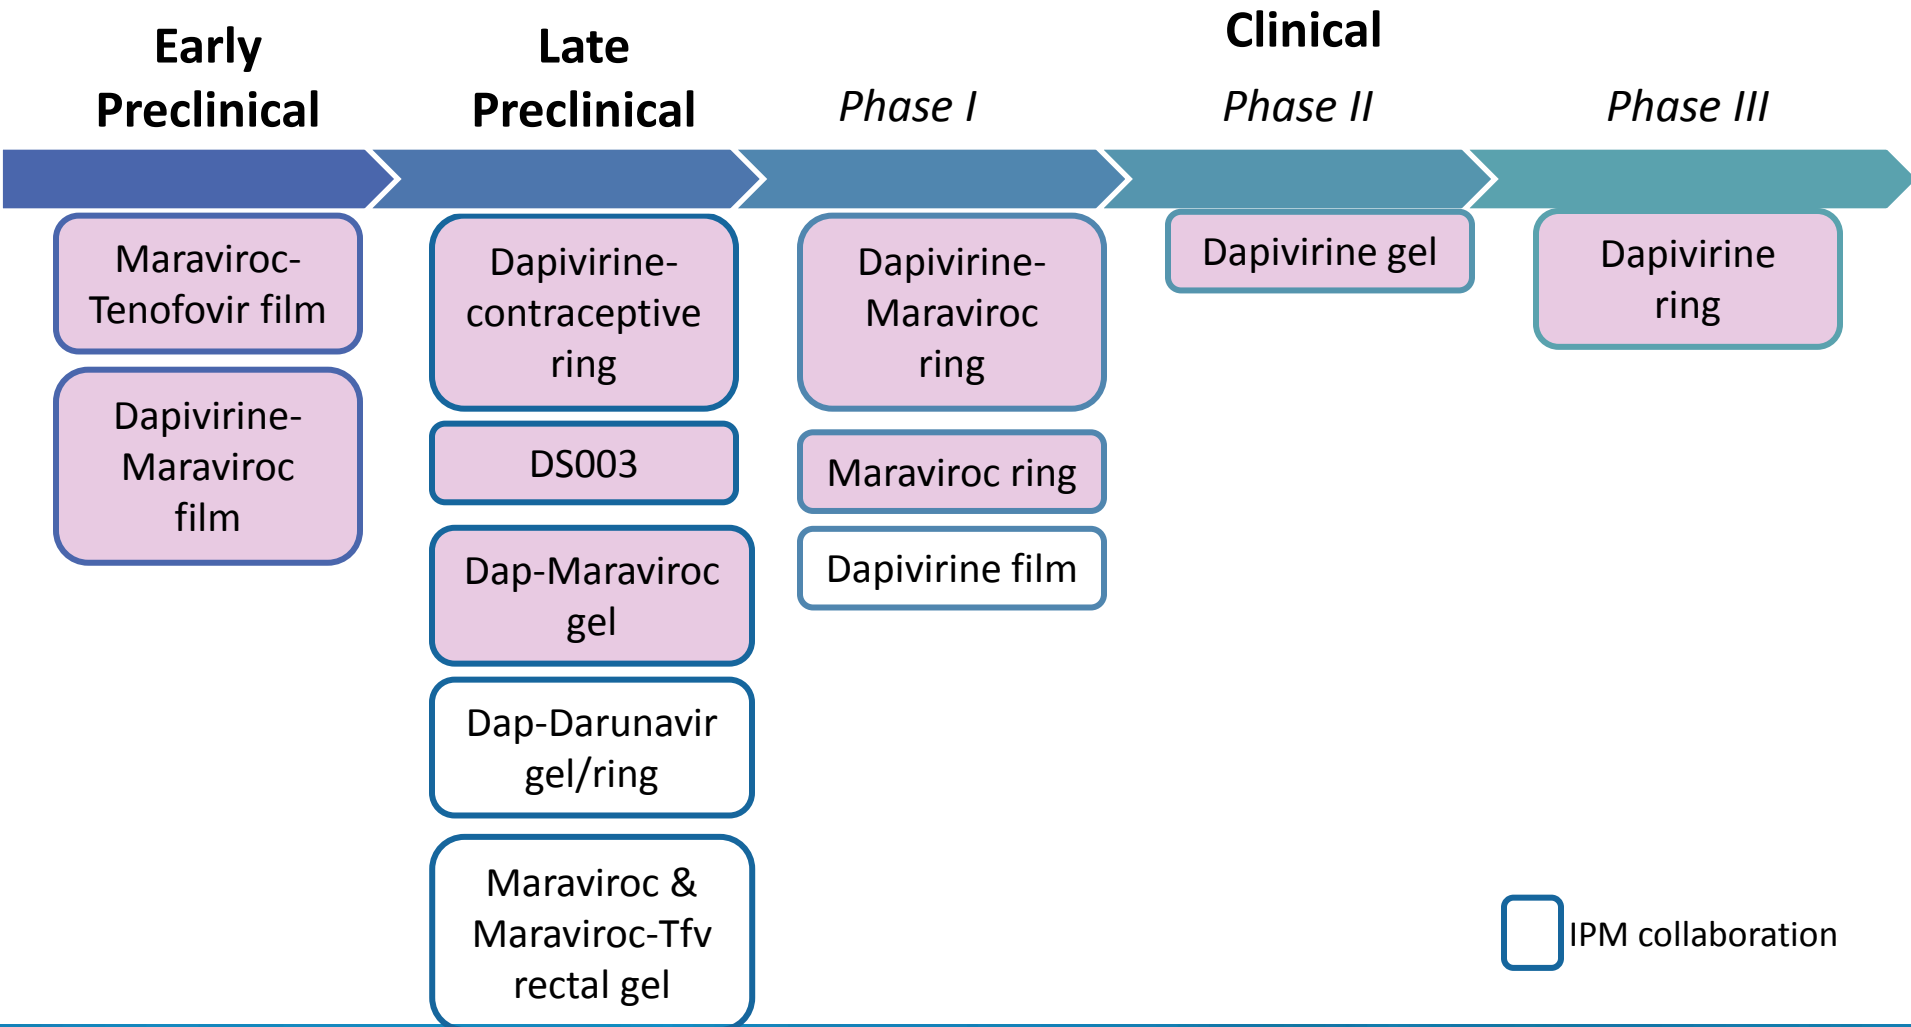 Early
Preclinical
Late
Preclinical
Clinical
Phase I
Phase II
Phase III
Maraviroc-
Tenofovir film
Dapivirine-
Maraviroc
film
Dapivirine-
contraceptive
ring
DS003
Dap-Maraviroc
gel
Dap-Darunavir
gel/ring
Maraviroc &
Maraviroc-Tfv
rectal gel
Dapivirine-
Maraviroc
ring
Maraviroc ring
Dapivirine film
Dapivirine gel
Dapivirine
ring
IPM collaboration